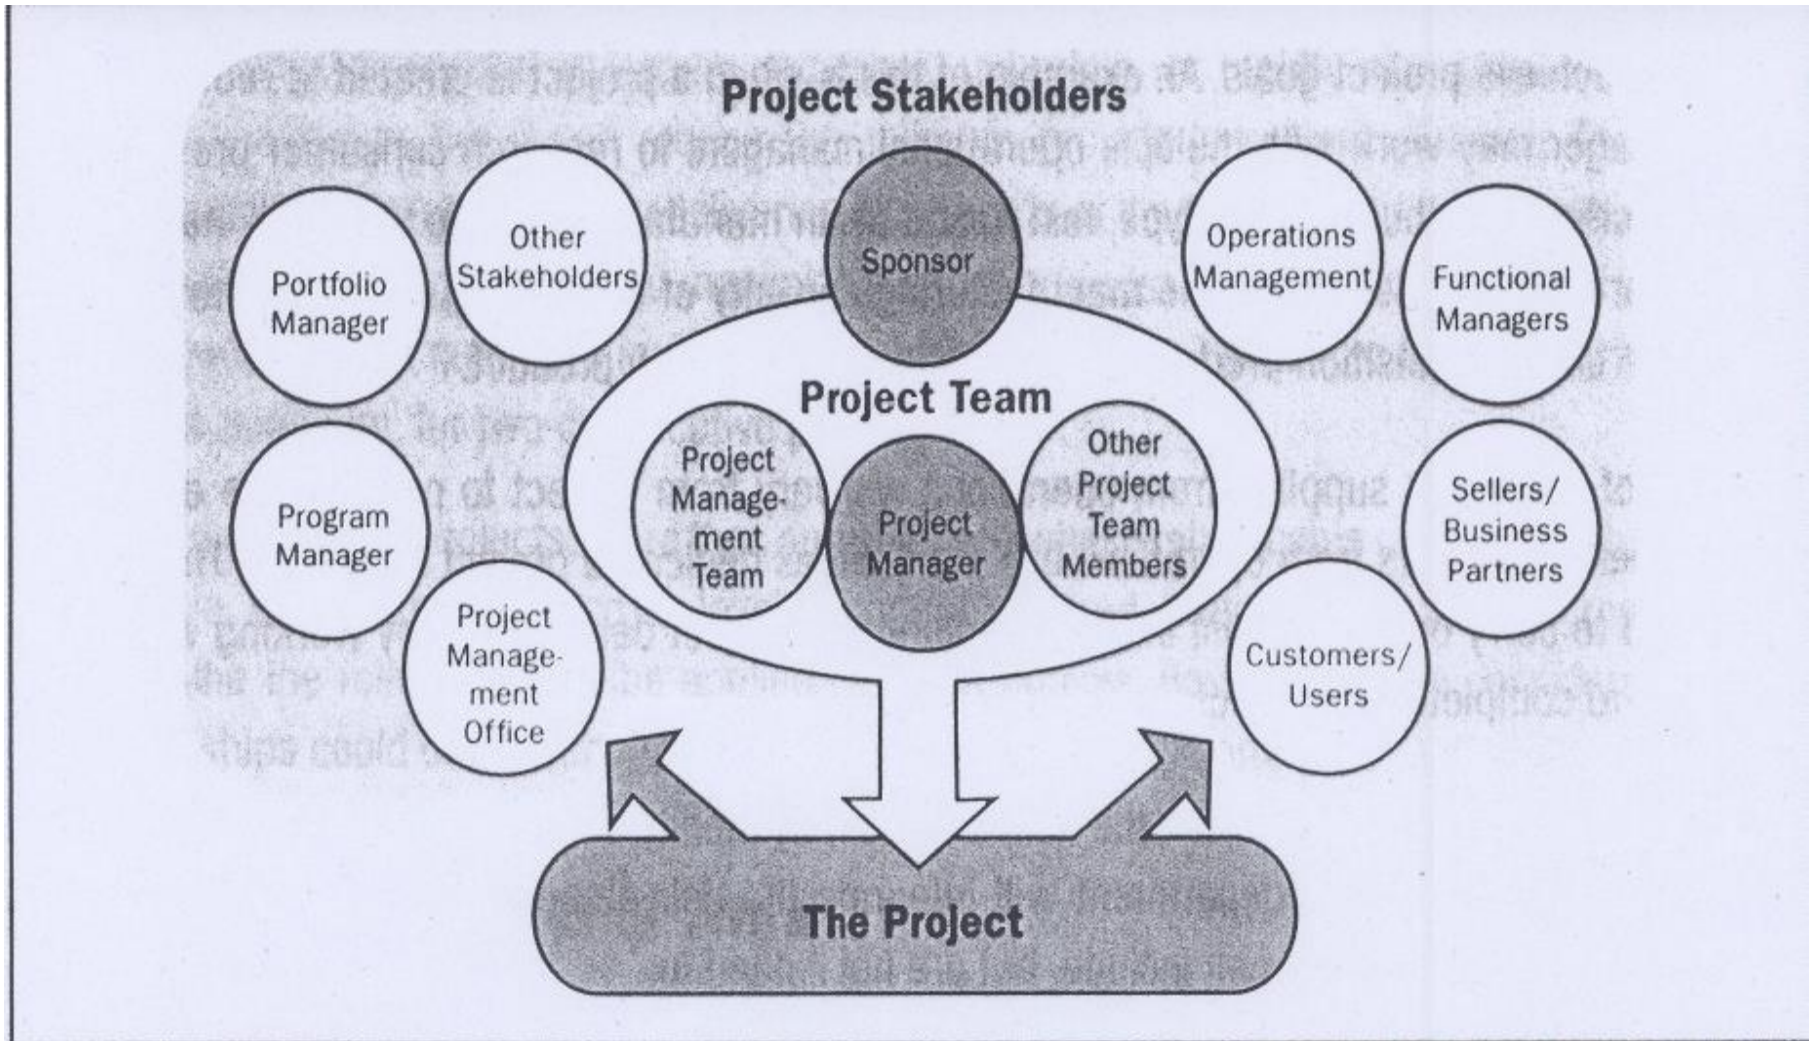 Project Stakeholders
Portfolio
Manager
Other
Stakeholders
Sponsor
Operations
Management
Functional
Managers
Project Team
Project
Manage-
ment
Team
Project
Manager
Other
Project
Team
Members
Program
Manager
Project
Manage-
ment
Office
Sellers/
Business
Partners
Customers/
Users
The Project